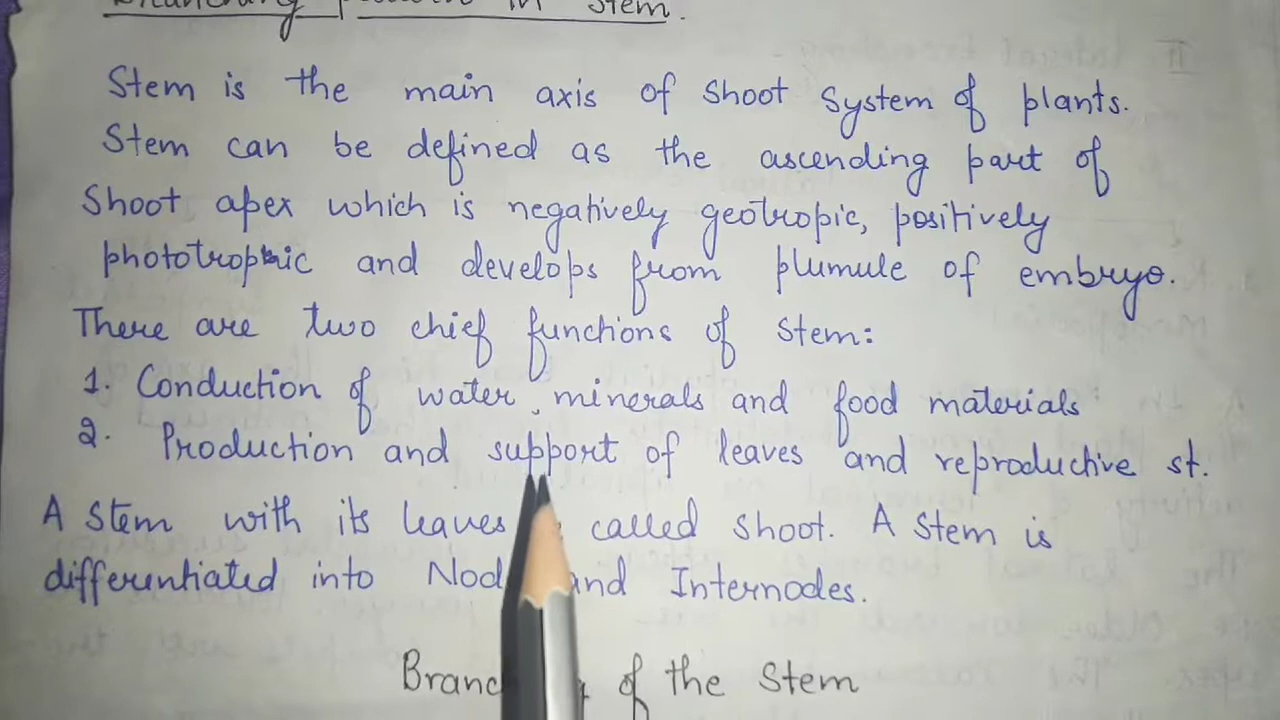 in Stem.
Stem is the main axis of shoot system of plants.
Stem can be defined as the ascending part of
shoot apex which is negatively geotropic, positively
phototrophic and develops from plumule of embryo.
There are two chief functions of stem:
1. Conduction of water, minerals and food materials
2. Production and support of leaves and reproductive st.
A stem with its leaves called shoot. A stem is
differentiated into and Internodes.
of the Stem